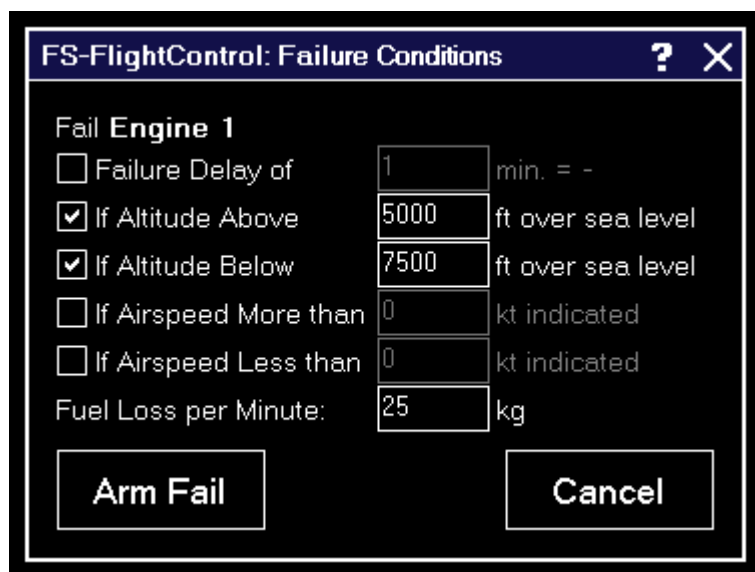 FS-FlightControl: Failure Conditions ? X
Fail Engine 1
Failure Delay of 1 min. = -
If Altitude Above 5000 ft over sea level
If Altitude Below 7500 ft over sea level
If Airspeed More than 0 kt indicated
If Airspeed Less than 0 kt indicated
Fuel Loss per Minute: 25 kg
Arm Fail Cancel